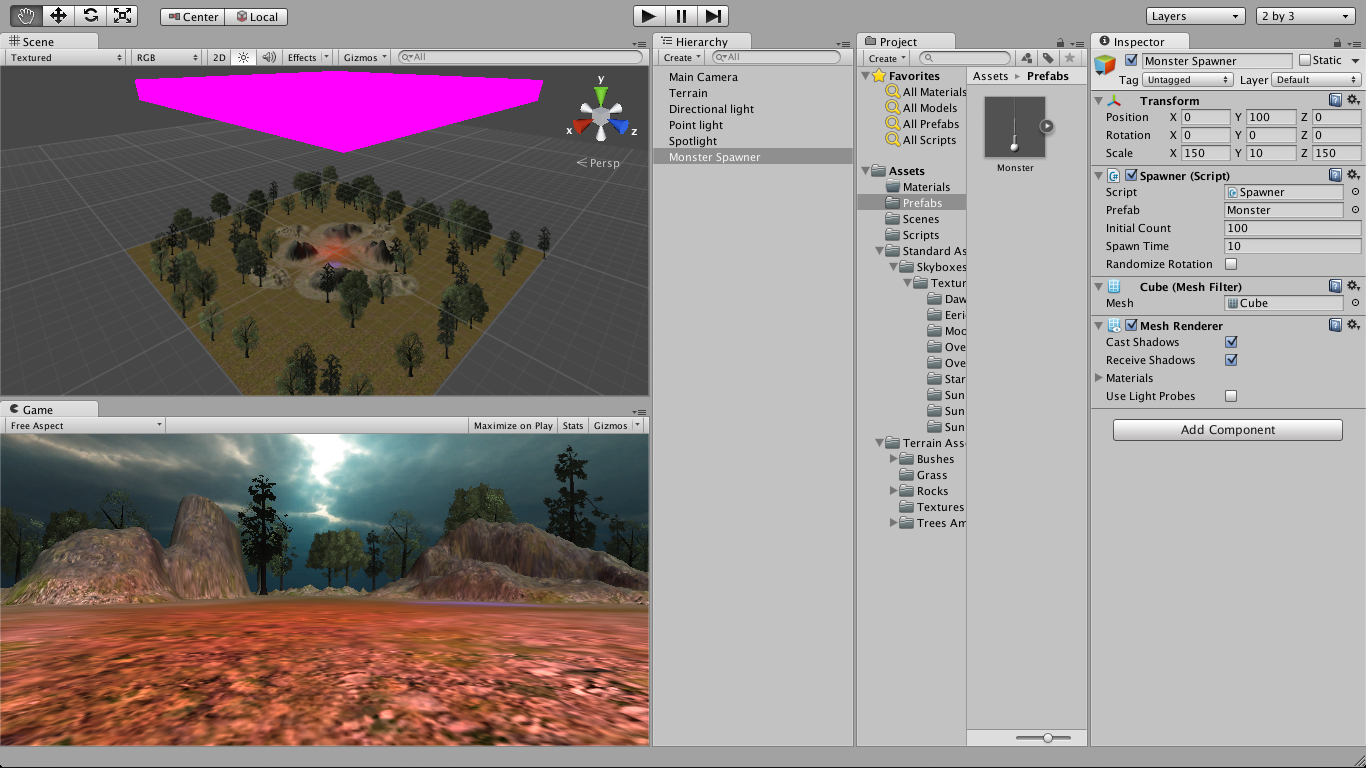 Center Local
Layers 2 by 3
Scene
Textured RGB 2D Effects Gizmos All
y
x z
Persp
Game
Free Aspect Maximize on Play Stats Gizmos
Hierarchy
Create All
Main Camera
Terrain
Directional light
Point light
Spotlight
Monster Spawner
Project
Create
Favorites
All Materials
All Models
All Prefabs
All Scripts
Assets
Materials
Prefabs
Scenes
Scripts
Standard Ass
Skyboxes
Textur
Daw
Eeri
Moo
Ove
Ove
Star
Sun
Sun
Sun
Terrain Asse
Bushes
Grass
Rocks
Textures
Trees Am
Assets Prefabs
Monster
Inspector
Monster Spawner Static
Tag Untagged Layer Default
Transform
Position X 0 Y 100 Z 0
Rotation X 0 Y 0 Z 0
Scale X 150 Y 10 Z 150
Spawner (Script)
Script Spawner
Prefab Monster
Initial Count 100
Spawn Time 10
Randomize Rotation
Cube (Mesh Filter)
Mesh Cube
Mesh Renderer
Cast Shadows
Receive Shadows
Materials
Use Light Probes
Add Component